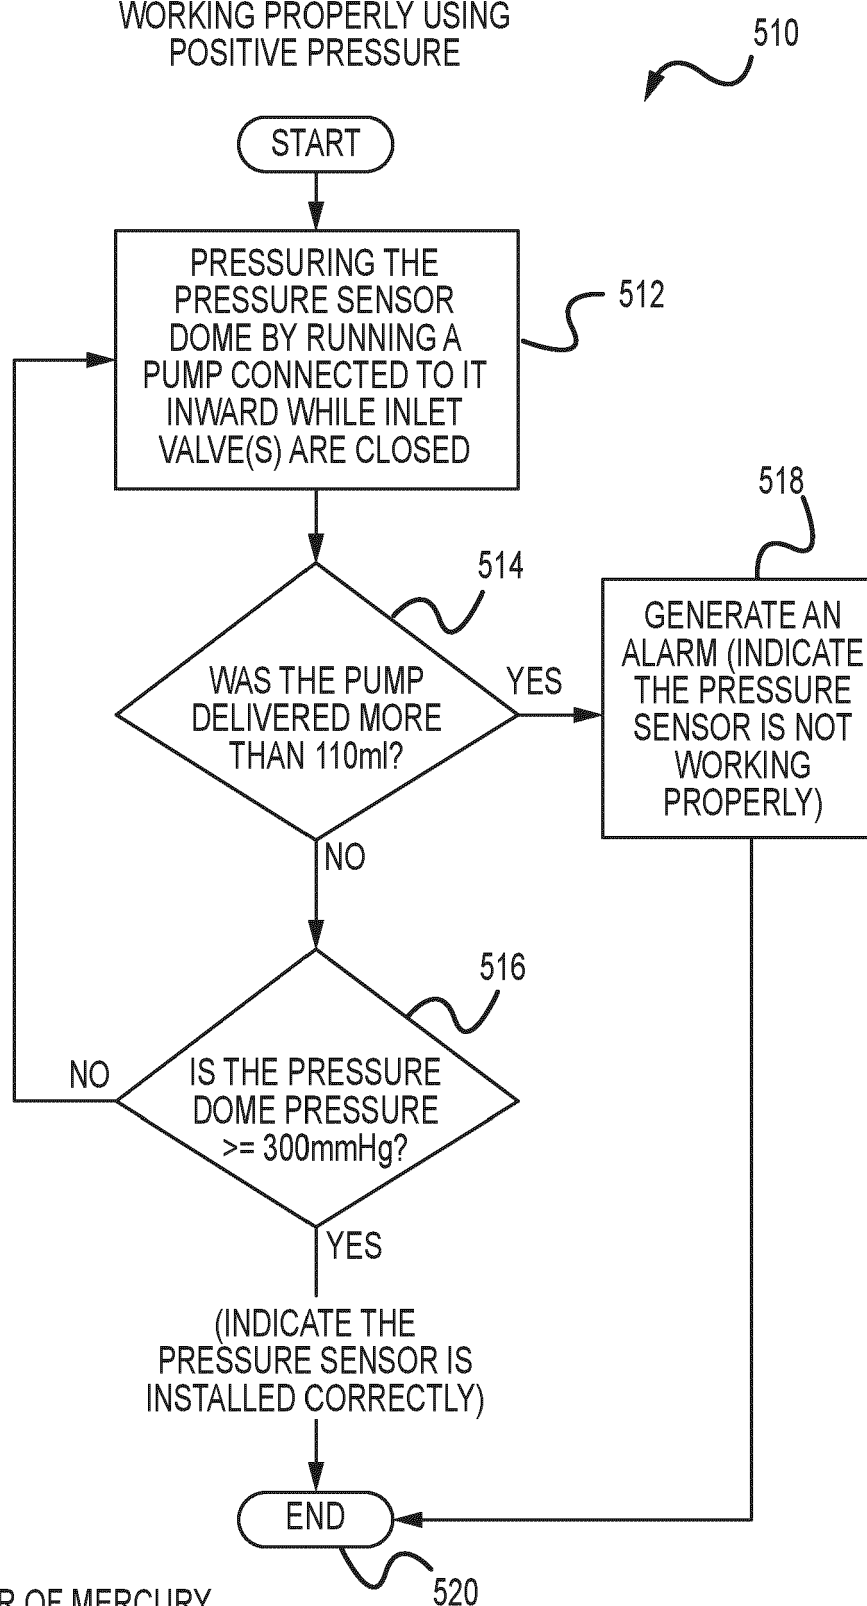 WORKING PROPERLY USING
POSITIVE PRESSURE
510
START
PRESSURING THE
PRESSURE SENSOR
DOME BY RUNNING A
PUMP CONNECTED TO IT
INWARD WHILE INLET
VALVE(S) ARE CLOSED
512
514
WAS THE PUMP
DELIVERED MORE
THAN 110ml?
YES
518
GENERATE AN
ALARM (INDICATE
THE PRESSURE
SENSOR IS NOT
WORKING
PROPERLY)
NO
516
IS THE PRESSURE
DOME PRESSURE
>= 300mmHg?
NO
YES
(INDICATE THE
PRESSURE SENSOR IS
INSTALLED CORRECTLY)
END
520
OF MERCURY